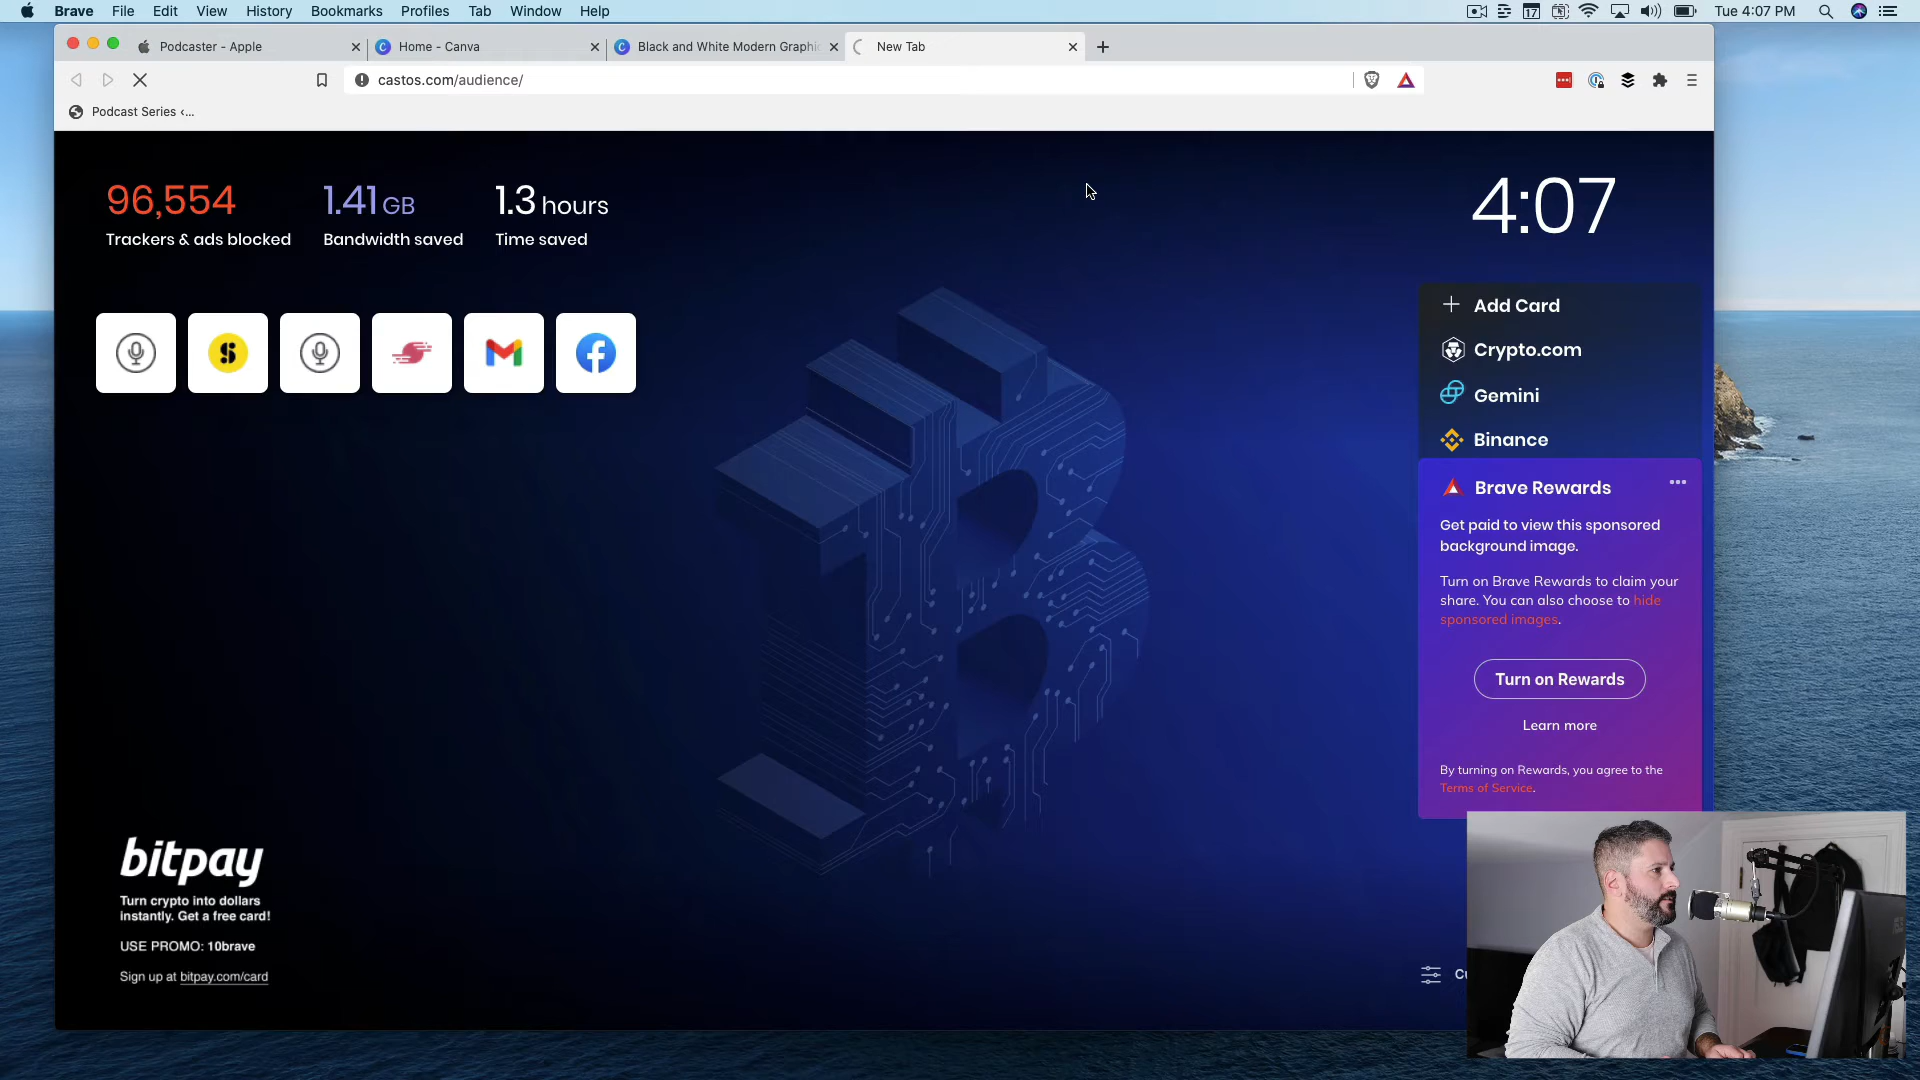 Brave File Edit View History Bookmarks Profiles Tab Window Help
17 Tue 4:07 PM
Podcaster - Apple
Home - Canva
Black and White Modern Graphic
New Tab
castos.com/audience/
Podcast Series ‹...
96,554
Trackers & ads blocked
1.41 GB
Bandwidth saved
1.3 hours
Time saved
4:07
Add Card
Crypto.com
Gemini
Binance
Brave Rewards
Get paid to view this sponsored
background image.
Turn on Brave Rewards to claim your
share. You can also choose to hide
sponsored images.
Turn on Rewards
Learn more
By turning on Rewards, you agree to the
Terms of Service.
bitpay
Turn crypto into dollars
instantly. Get a free card!
USE PROMO: 10brave
Sign up at bitpay.com/card